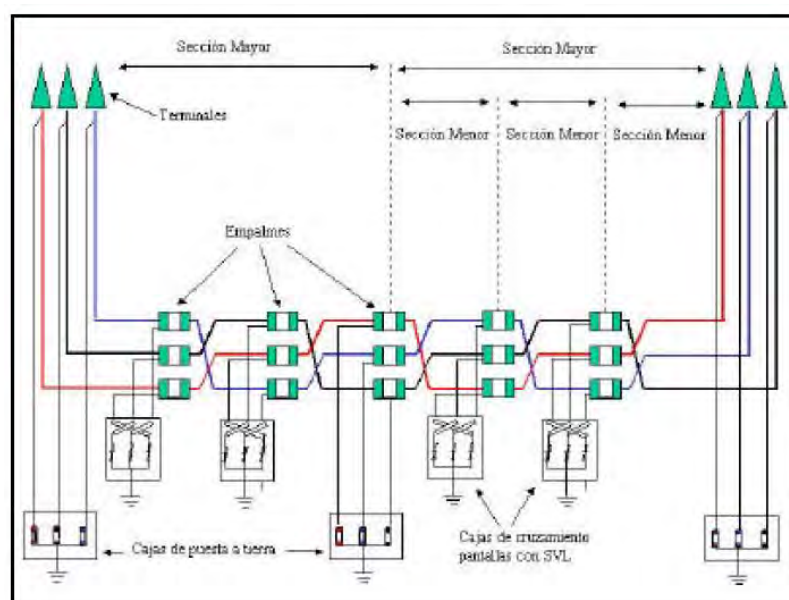 Sección Mayor
Sección Mayor
Terminales
Sección Menor
Sección Menor
Sección Menor
Empalmes
Cajas de puesta a tierra
Cajas de cruzamiento
pantallas con SVL